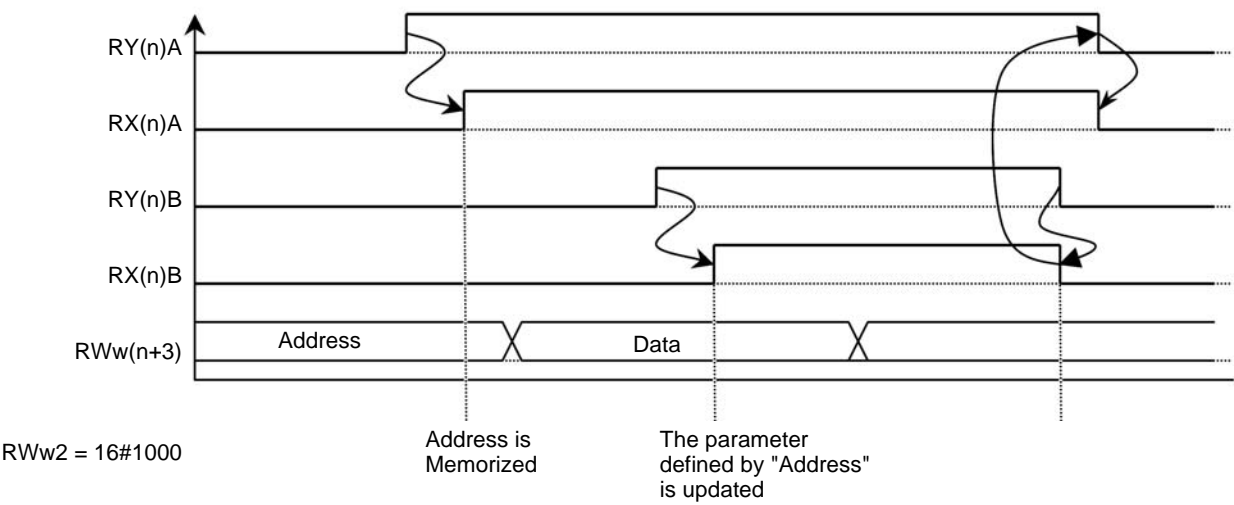 RY(n)A
RX(n)A
RY(n)B
RX(n)B
RWw(n+3)
Address
Data
RWw2 = 16#1000
Address is
Memorized
The parameter
defined by "Address"
is updated